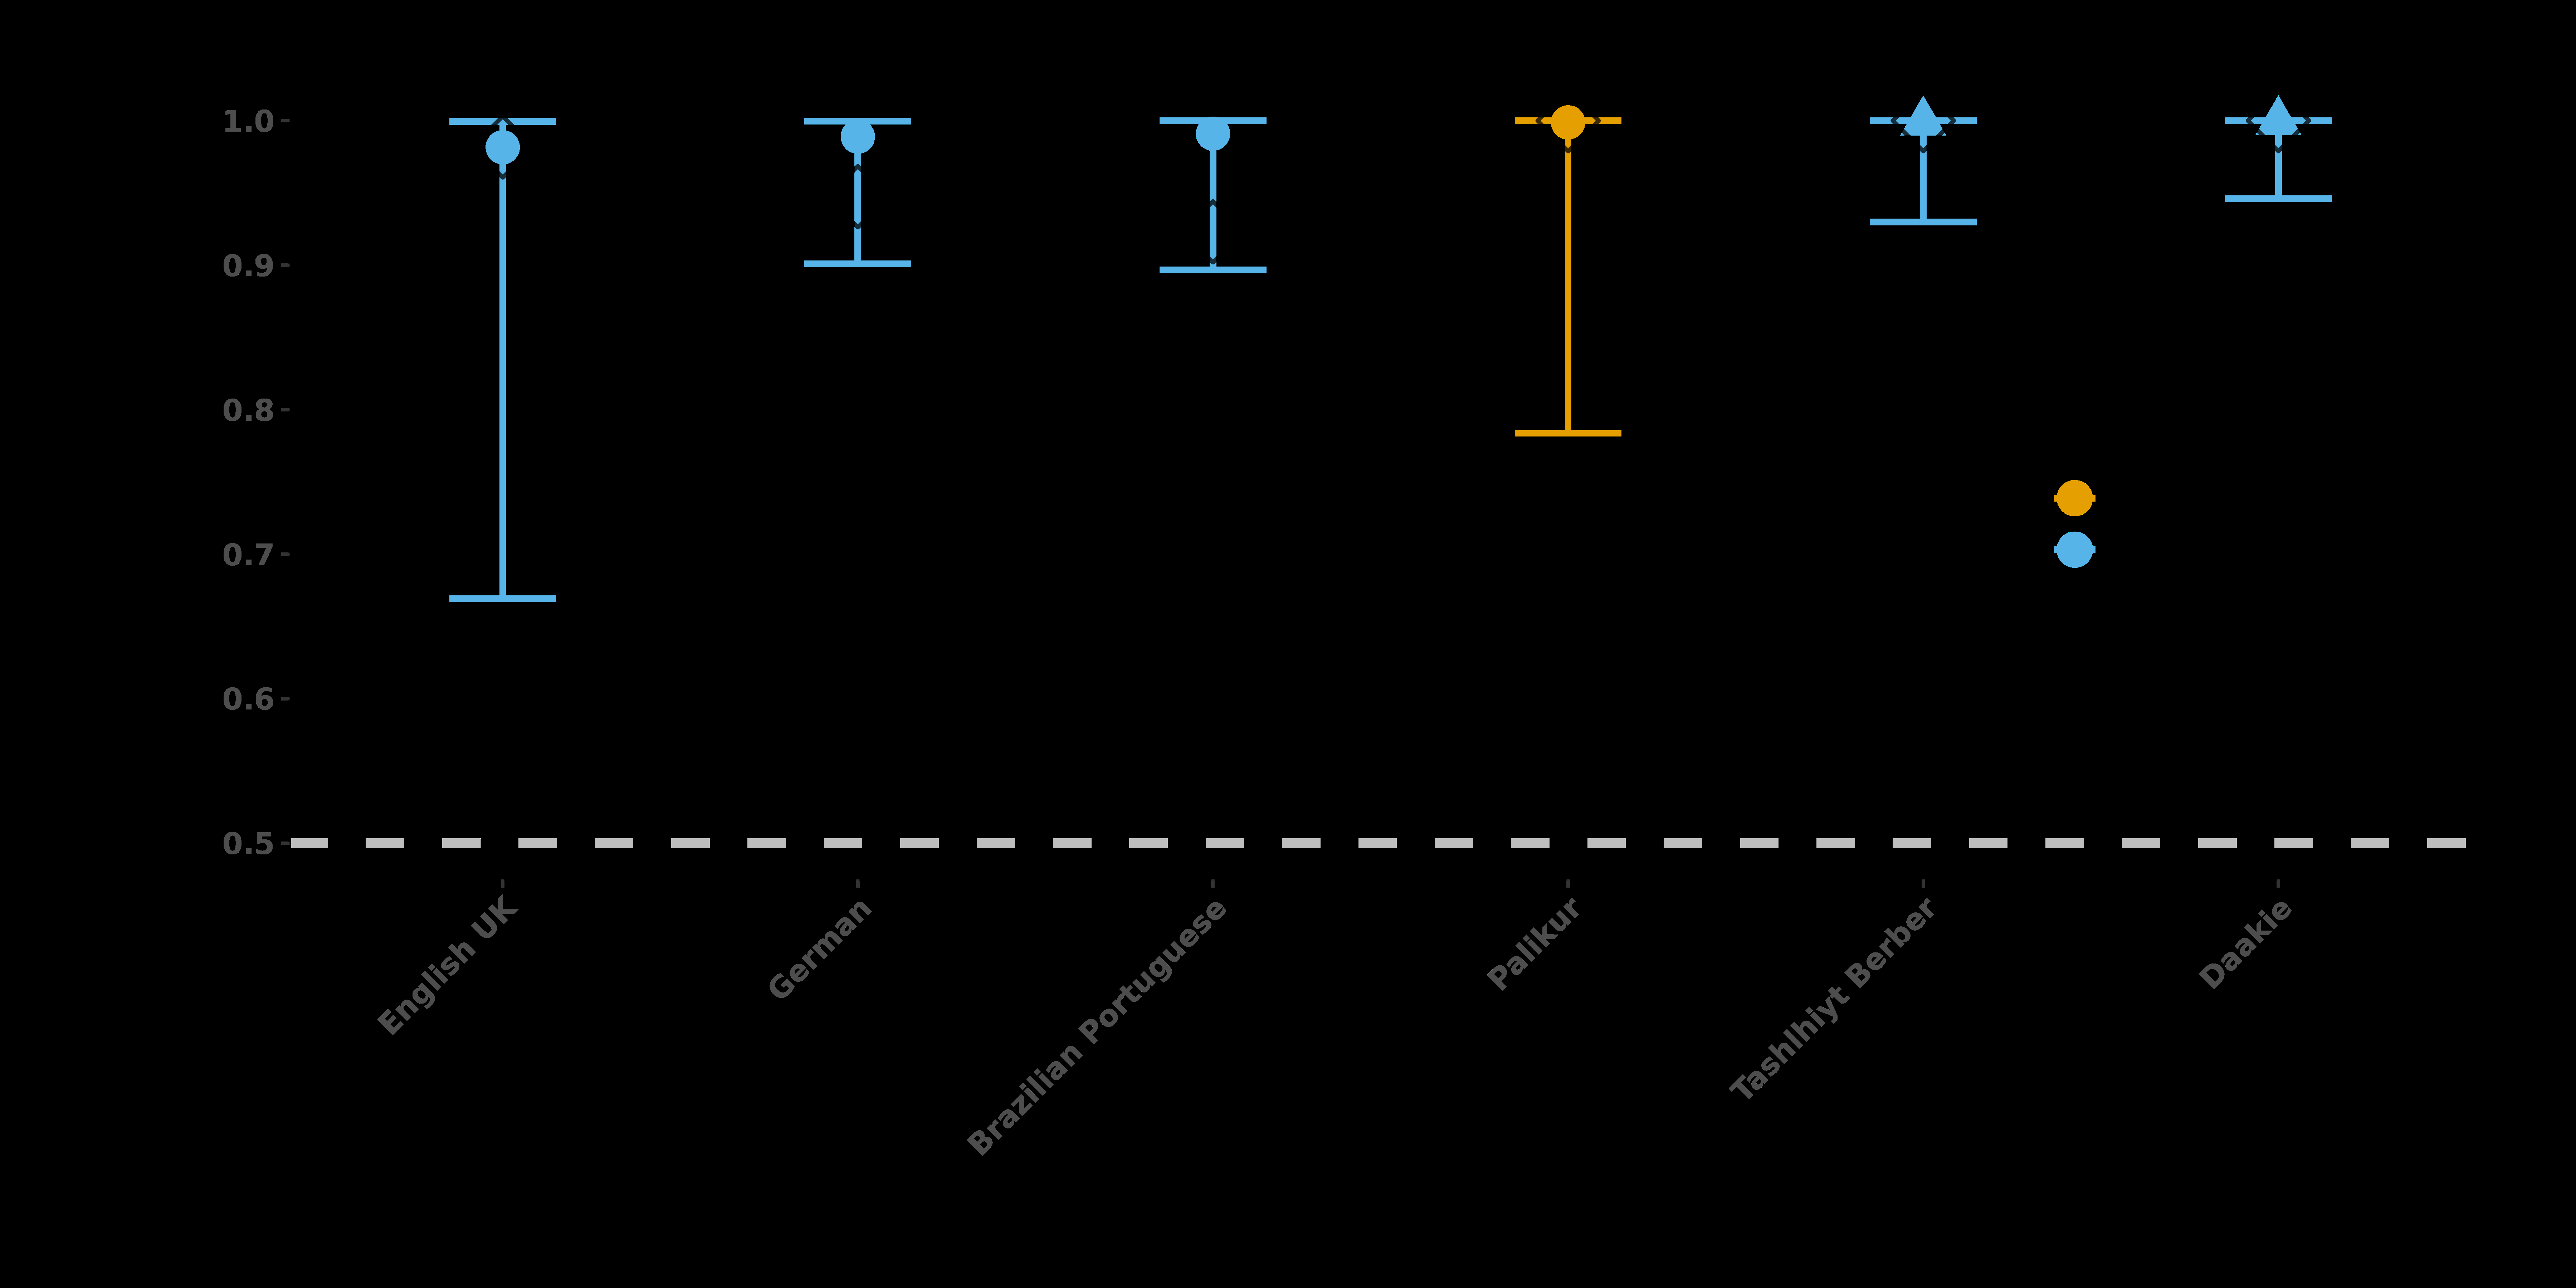 1.0
0.9
0.8
0.7
0.6
0.5
English UK
German
Brazilian Portuguese
Palikur
Tashlhiyt Berber
Daakie